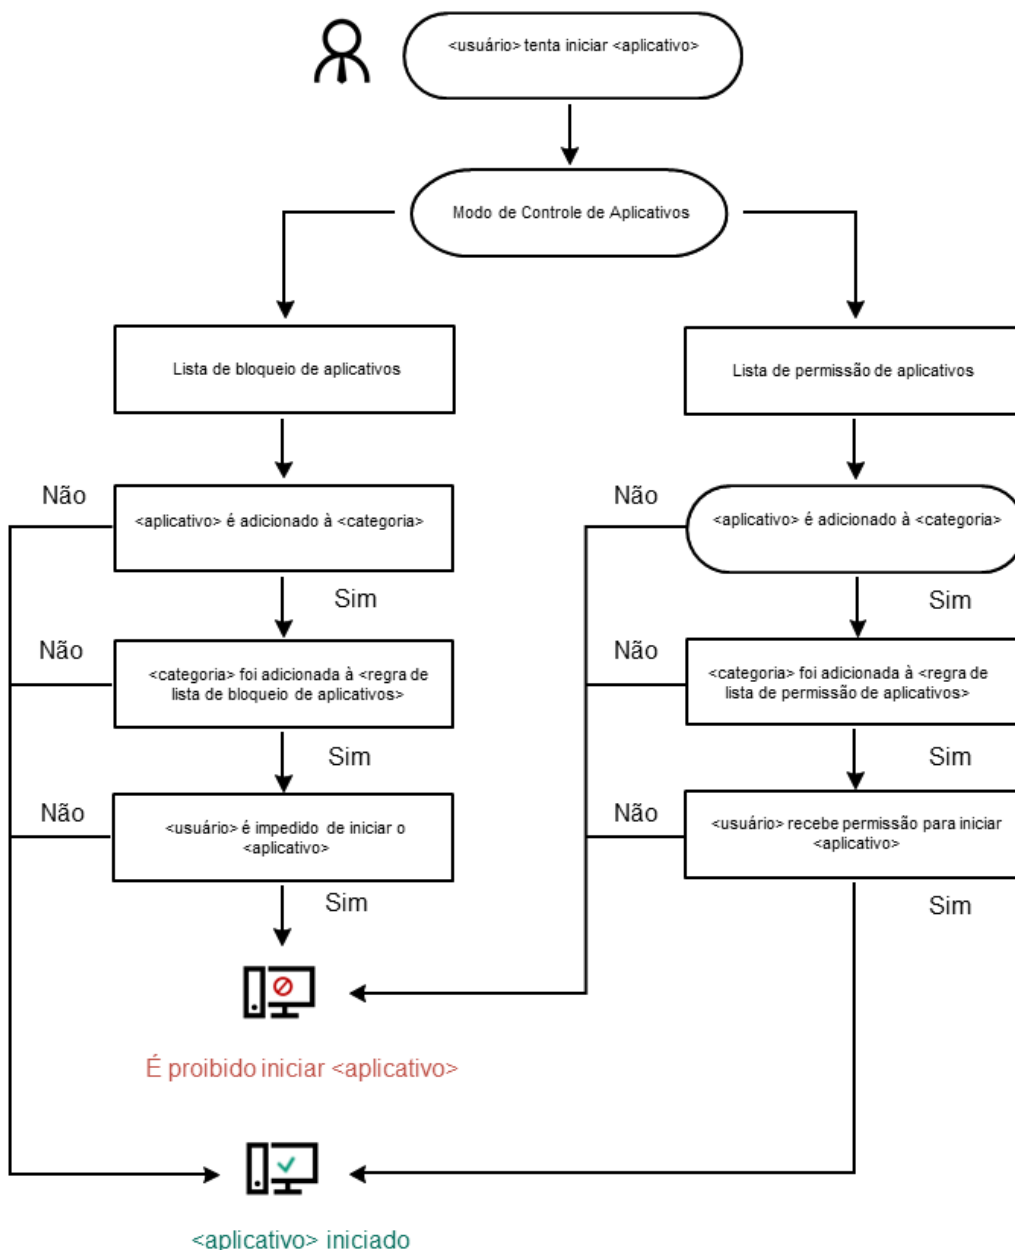 <usuário> tenta iniciar <aplicativo>
Modo de Controle de Aplicativos
Lista de bloqueio de aplicativos
Lista de permissão de aplicativos
Não
<aplicativo> é adicionado à <categoria>
Não
<aplicativo> é adicionado à <categoria>
Sim
Sim
Não
<categoria> foi adicionada à <regra de
lista de bloqueio de aplicativos>
Não
<categoria> foi adicionada à <regra de
lista de permissão de aplicativos>
Sim
Sim
Não
<usuário> é impedido de iniciar o
<aplicativo>
Não
<usuário> recebe permissão para iniciar
<aplicativo>
Sim
Sim
É proibido iniciar <aplicativo>
<aplicativo> iniciado